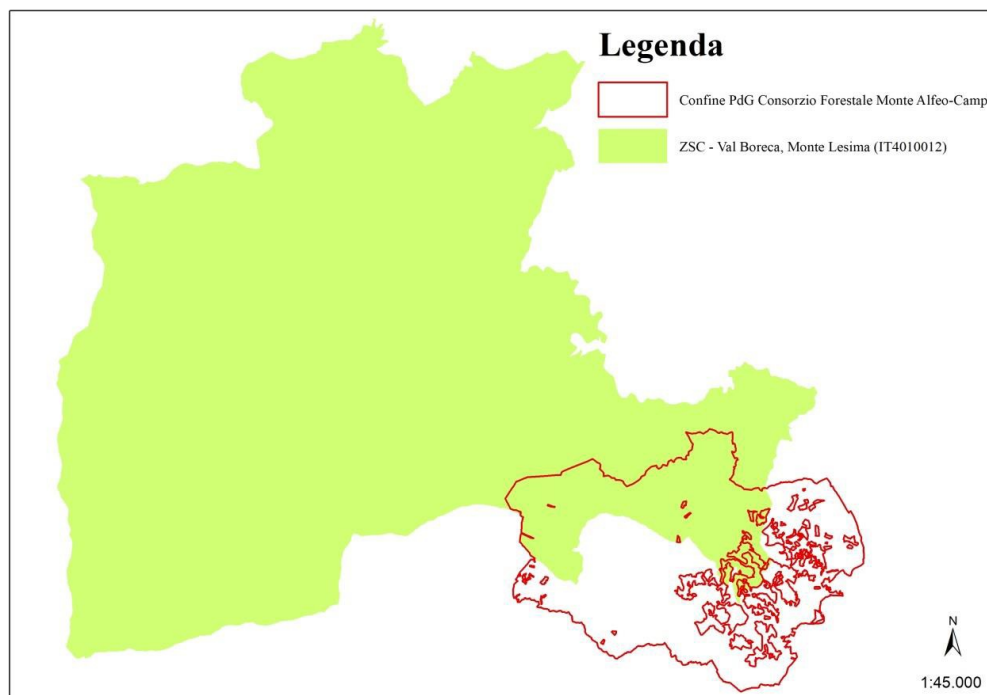 Legenda
Confine PdG Consorzio Forestale Monte Alfeo-Camp
ZSC - Val Boreca, Monte Lesima (IT4010012)
N
1:45.000